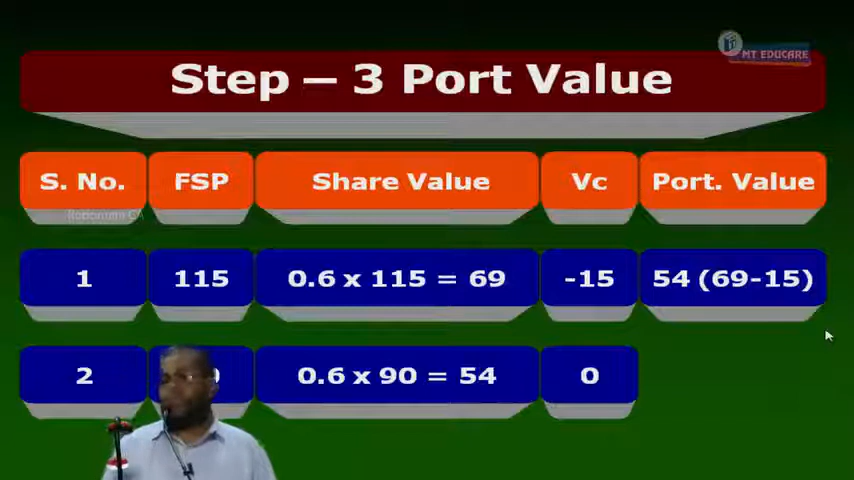 MT EDUCARE
Step – 3 Port Value
S. No. FSP Share Value Vc Port. Value
1 115 0.6 x 115 = 69 -15 54 (69-15)
2 0.6 x 90 = 54 0